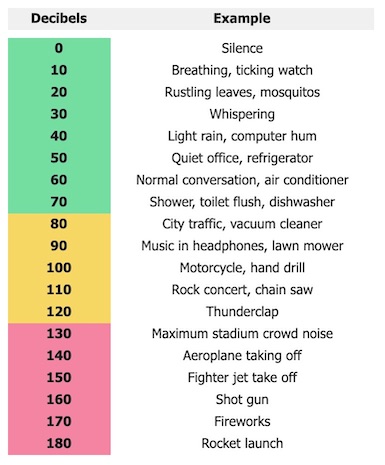 Decibels Example
0 Silence
10 Breathing, ticking watch
20 Rustling leaves, mosquitos
30 Whispering
40 Light rain, computer hum
50 Quiet office, refrigerator
60 Normal conversation, air conditioner
70 Shower, toilet flush, dishwasher
80 City traffic, vacuum cleaner
90 Music in headphones, lawn mower
100 Motorcycle, hand drill
110 Rock concert, chain saw
120 Thunderclap
130 Maximum stadium crowd noise
140 Aeroplane taking off
150 Fighter jet take off
160 Shot gun
170 Fireworks
180 Rocket launch